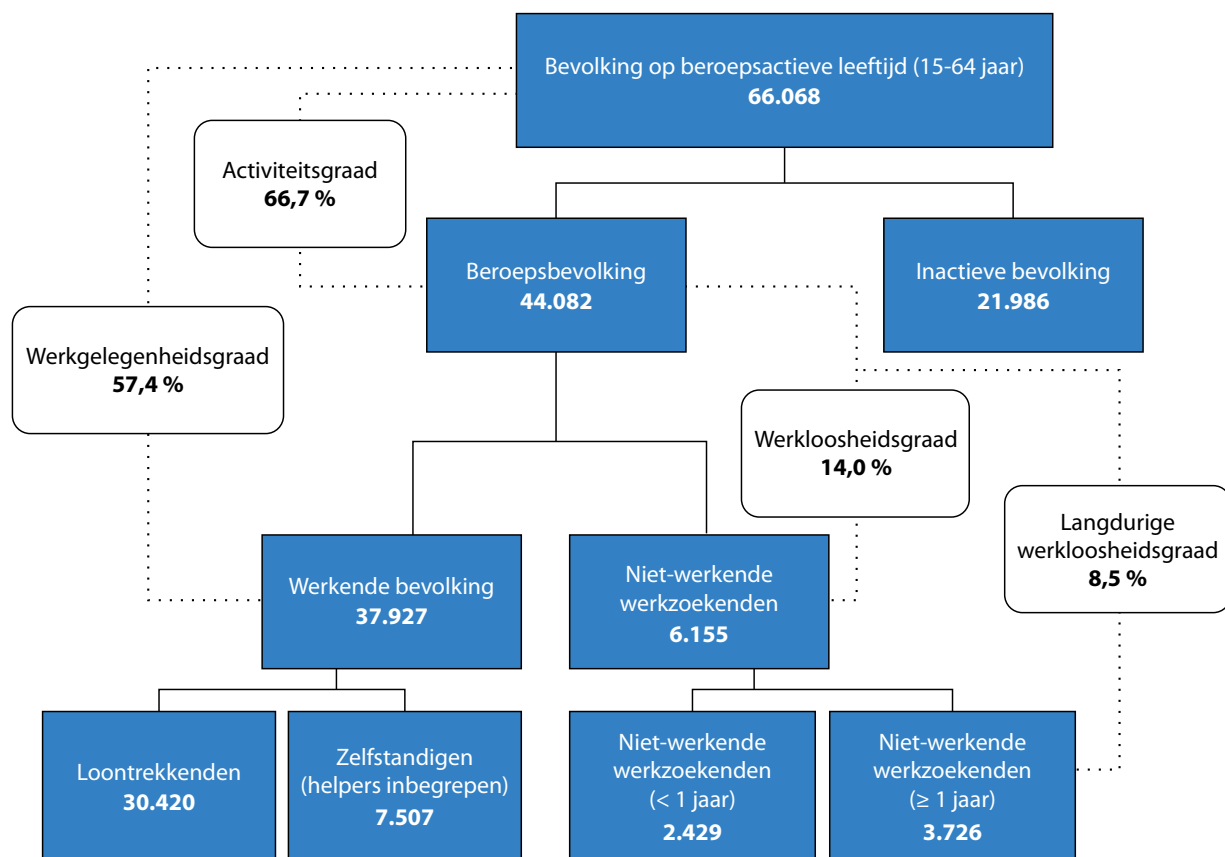 Bevolking op beroepsactieve leeftijd (15-64 jaar)
66.068
Activiteitsgraad
66,7 %
Beroepsbevolking
44.082
Inactieve bevolking
21.986
Werkgelegenheidsgraad
57,4 %
Werkloosheidsgraad
14,0 %
Langdurige
werkloosheidsgraad
8,5 %
Werkende bevolking
37.927
Niet-werkende
werkzoekenden
6.155
Loontrekkenden
30.420
Zelfstandigen
(helpers inbegrepen)
7.507
Niet-werkende
werkzoekenden
(< 1 jaar)
2.429
Niet-werkende
werkzoekenden
(≥ 1 jaar)
3.726